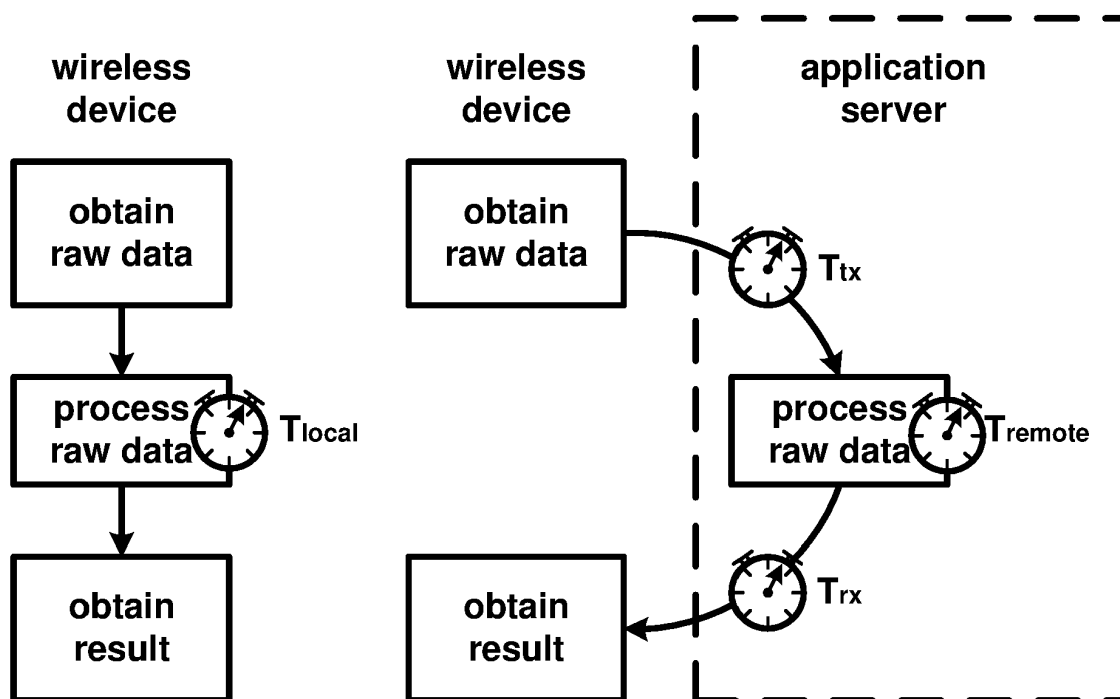 wireless
device
obtain
raw data
process
raw data
Tlocal
obtain
result
wireless
device
obtain
raw data
obtain
result
application
server
Ttx
process
raw data
Tremote
Trx